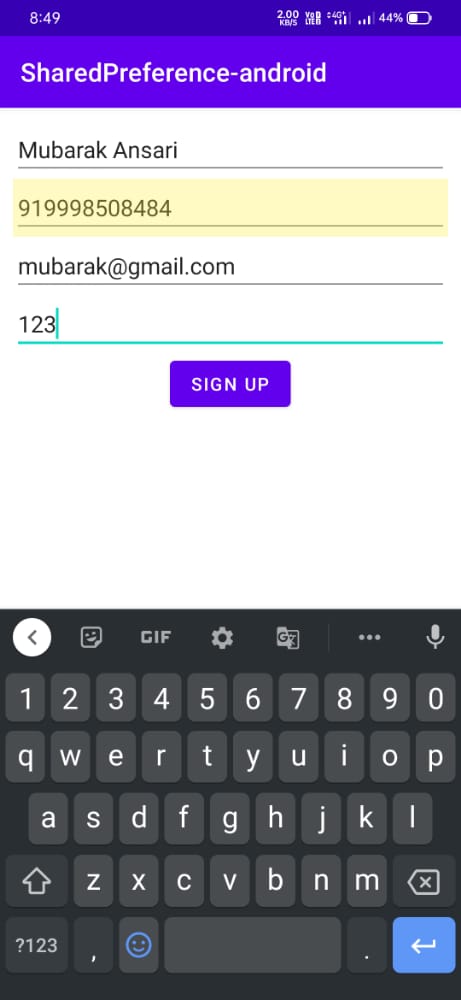 8:49 2.00 KB/S Vo LTE D 4G+ 44%
SharedPreference-android
Mubarak Ansari
919998508484
mubarak@gmail.com
123
SIGN UP
GIF
1 2 3 4 5 6 7 8 9 0
q w e r t y u i o p
a s d f g h j k l
z x c v b n m
?123 , .